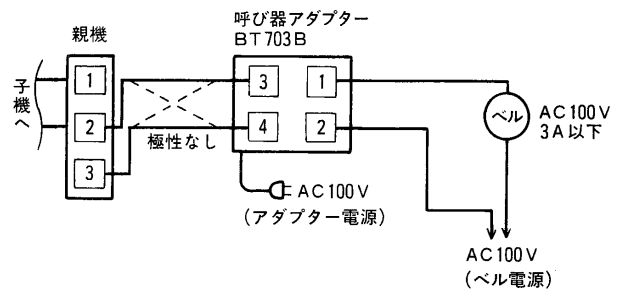 親機
子機へ
1
2
3
呼び器アダプター
BT703B
3
4
1
2
極性なし
AC100V
(アダプター電源)
ベル
AC100V
3A以下
AC100V
(ベル電源)